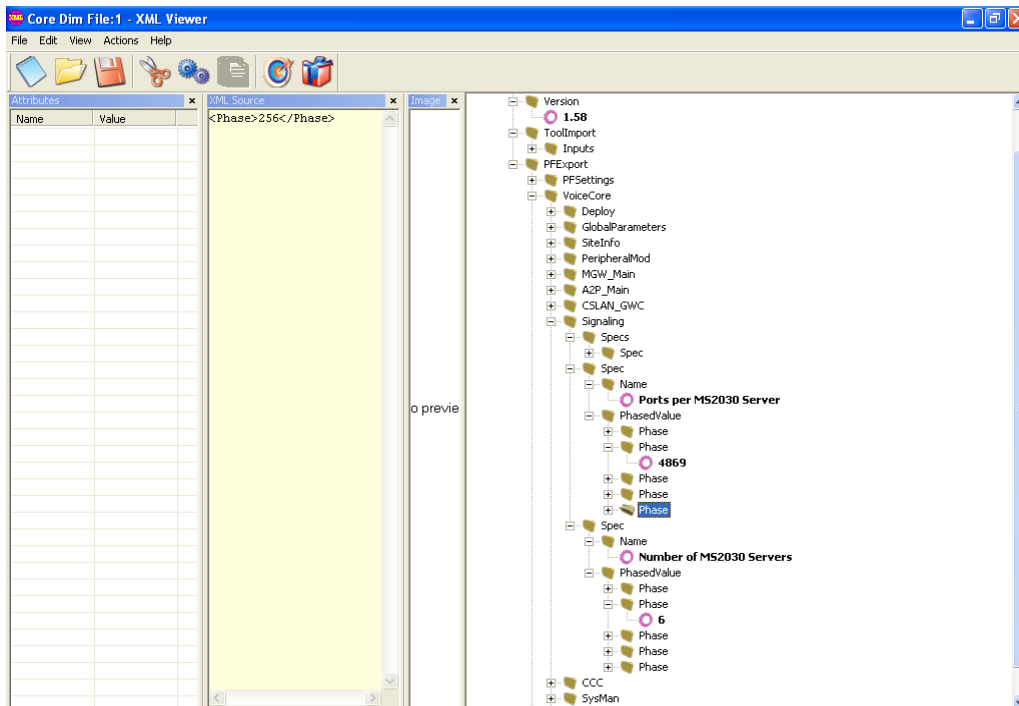 Core Dim File:1 - XML Viewer
File Edit View Actions Help
Attributes
Name Value
XML Source
<Phase>256</Phase>
Image
o previe
Version
1.58
ToolImport
Inputs
PFExport
PFSettings
VoiceCore
Deploy
GlobalParameters
SiteInfo
PeripheralMod
MGW_Main
A2P_Main
CSLAN_GWC
Signaling
Specs
Spec
Spec
Name
Ports per MS2030 Server
PhasedValue
Phase
Phase
4869
Phase
Phase
Phase
Spec
Name
Number of MS2030 Servers
PhasedValue
Phase
Phase
6
Phase
Phase
Phase
CCC
SysMan